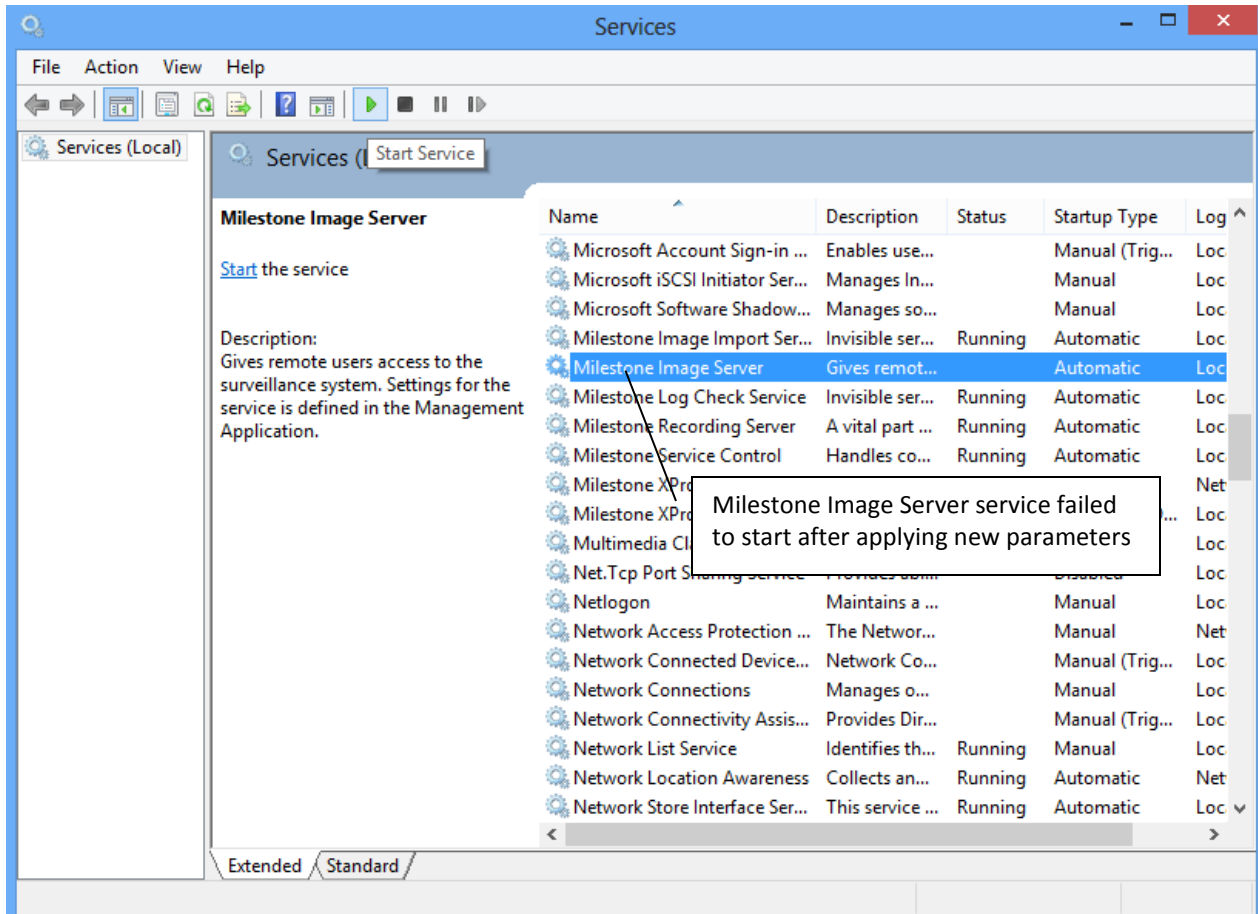 Services
File Action View Help
Services (Local)
Services (
Start Service
Milestone Image Server
Start the service
Description:
Gives remote users access to the
surveillance system. Settings for the
service is defined in the Management
Application.
Name Description Status Startup Type Log
Microsoft Account Sign-in ... Enables use... Manual (Trig... Loc
Microsoft iSCSI Initiator Ser... Manages In... Manual Loc
Microsoft Software Shadow... Manages so... Manual Loc
Milestone Image Import Ser... Invisible ser... Running Automatic Loc
Milestone Image Server Gives remot... Automatic Loc
Milestone Log Check Service Invisible ser... Running Automatic Loc
Milestone Recording Server A vital part ... Running Automatic Loc
Milestone Service Control Handles co... Running Automatic Loc
Milestone XPro Net
Milestone XPro ... Loc
Multimedia Cl Loc
Net.Tcp Port Sharing Service Provides abi... Disabled Loc
Netlogon Maintains a ... Manual Loc
Network Access Protection ... The Networ... Manual Net
Network Connected Device... Network Co... Manual (Trig... Loc
Network Connections Manages o... Manual Loc
Network Connectivity Assis... Provides Dir... Manual (Trig... Loc
Network List Service Identifies th... Running Manual Loc
Network Location Awareness Collects an... Running Automatic Net
Network Store Interface Ser... This service ... Running Automatic Loc
Milestone Image Server service failed
to start after applying new parameters
Extended Standard